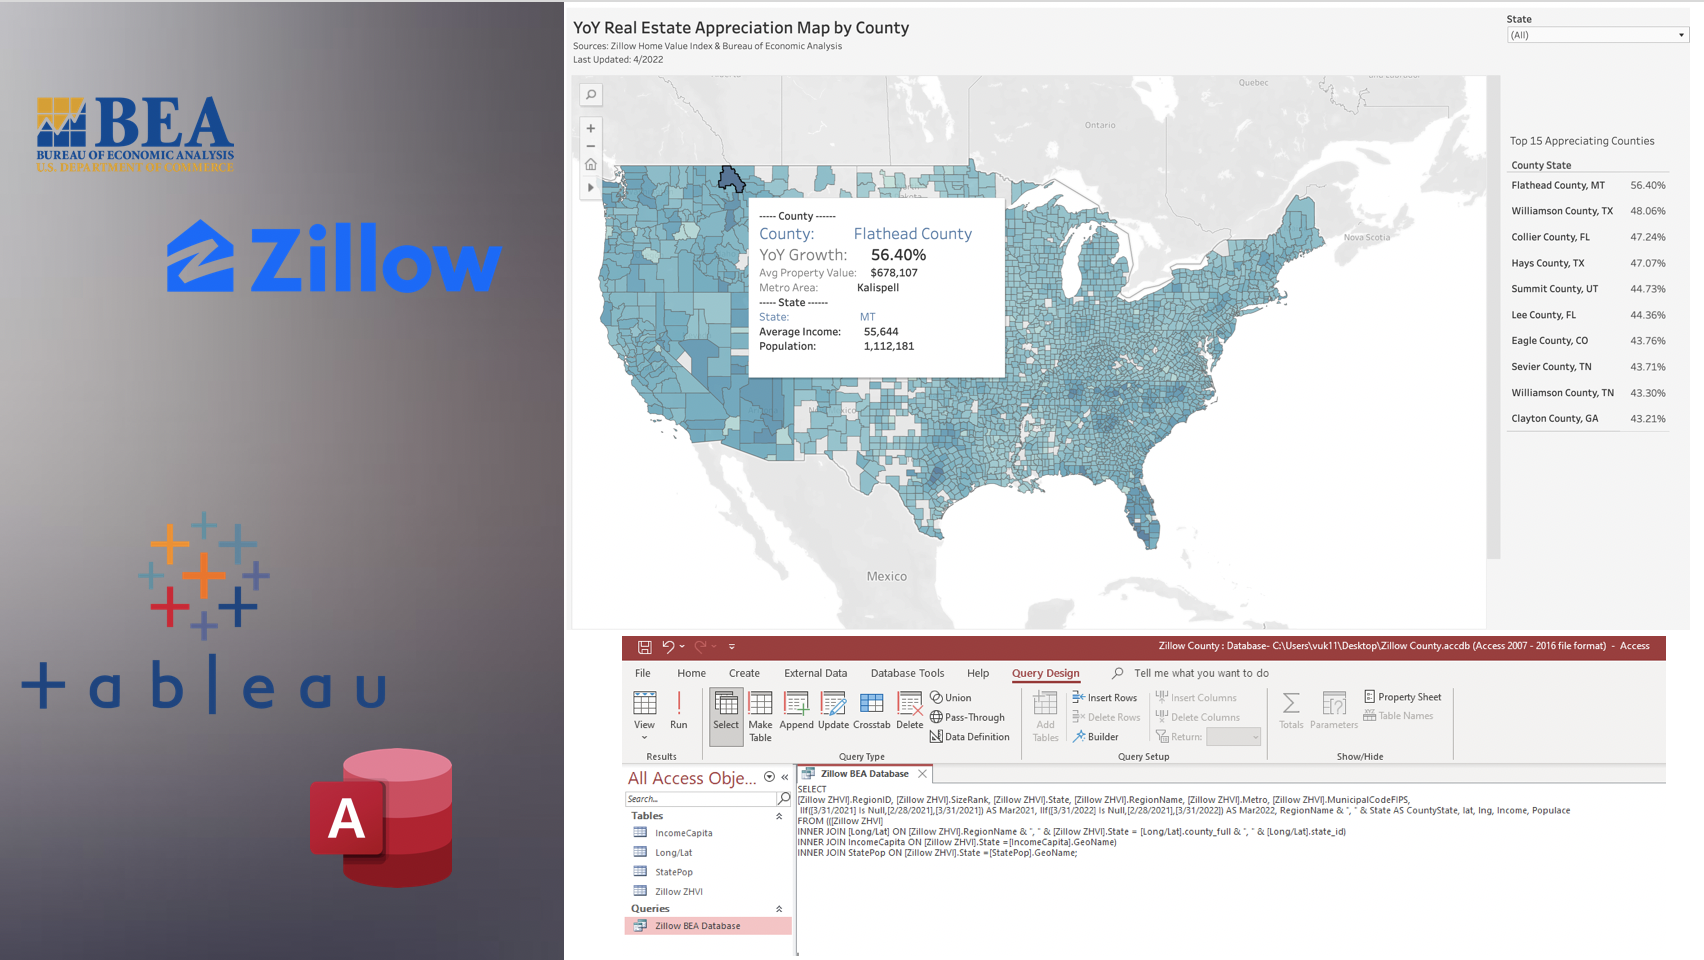 BEA
BUREAU OF ECONOMIC ANALYSIS
U.S. DEPARTMENT OF COMMERCE
Zillow
+ a b | e a u
A
YoY Real Estate Appreciation Map by County
Sources: Zillow Home Value Index & Bureau of Economic Analysis
Last Updated: 4/2022
State
(All)
Quebec
Ontario
Nova Scotia
Mexico
----- County ------
County: Flathead County
YoY Growth: 56.40%
Avg Property Value: $678,107
Metro Area: Kalispell
----- State ------
State: MT
Average Income: 55,644
Population: 1,112,181
Top 15 Appreciating Counties
County State
Flathead County, MT 56.40%
Williamson County, TX 48.06%
Collier County, FL 47.24%
Hays County, TX 47.07%
Summit County, UT 44.73%
Lee County, FL 44.36%
Eagle County, CO 43.76%
Sevier County, TN 43.71%
Williamson County, TN 43.30%
Clayton County, GA 43.21%
Zillow County : Database- C:\Users\vuk11\Desktop\Zillow County.accdb (Access 2007 - 2016 file format) - Access
File Home Create External Data Database Tools Help Query Design Tell me what you want to do
View
Run
Select
Make Table
Append
Update
Crosstab
Delete
Union
Pass-Through
Data Definition
Add Tables
Insert Rows
Delete Rows
Builder
Insert Columns
Delete Columns
Return:
Totals
Parameters
Property Sheet
Table Names
Results
Query Type
Query Setup
Show/Hide
All Access Obje...
Search...
Tables
IncomeCapita
Long/Lat
StatePop
Zillow ZHVI
Queries
Zillow BEA Database
Zillow BEA Database
SELECT
[Zillow ZHVI].RegionID, [Zillow ZHVI].SizeRank, [Zillow ZHVI].State, [Zillow ZHVI].RegionName, [Zillow ZHVI].Metro, [Zillow ZHVI].MunicipalCodeFIPS,
IIf([3/31/2021] Is Null,[2/28/2021],[3/31/2021]) AS Mar2021, IIf([3/31/2022] Is Null,[2/28/2021],[3/31/2022]) AS Mar2022, RegionName & ", " & State AS CountyState, lat, lng, Income, Populace
FROM (([Zillow ZHVI]
INNER JOIN [Long/Lat] ON [Zillow ZHVI].RegionName & ", " & [Zillow ZHVI].State = [Long/Lat].county_full & ", " & [Long/Lat].state_id)
INNER JOIN IncomeCapita ON [Zillow ZHVI].State =[IncomeCapita].GeoName)
INNER JOIN StatePop ON [Zillow ZHVI].State =[StatePop].GeoName;